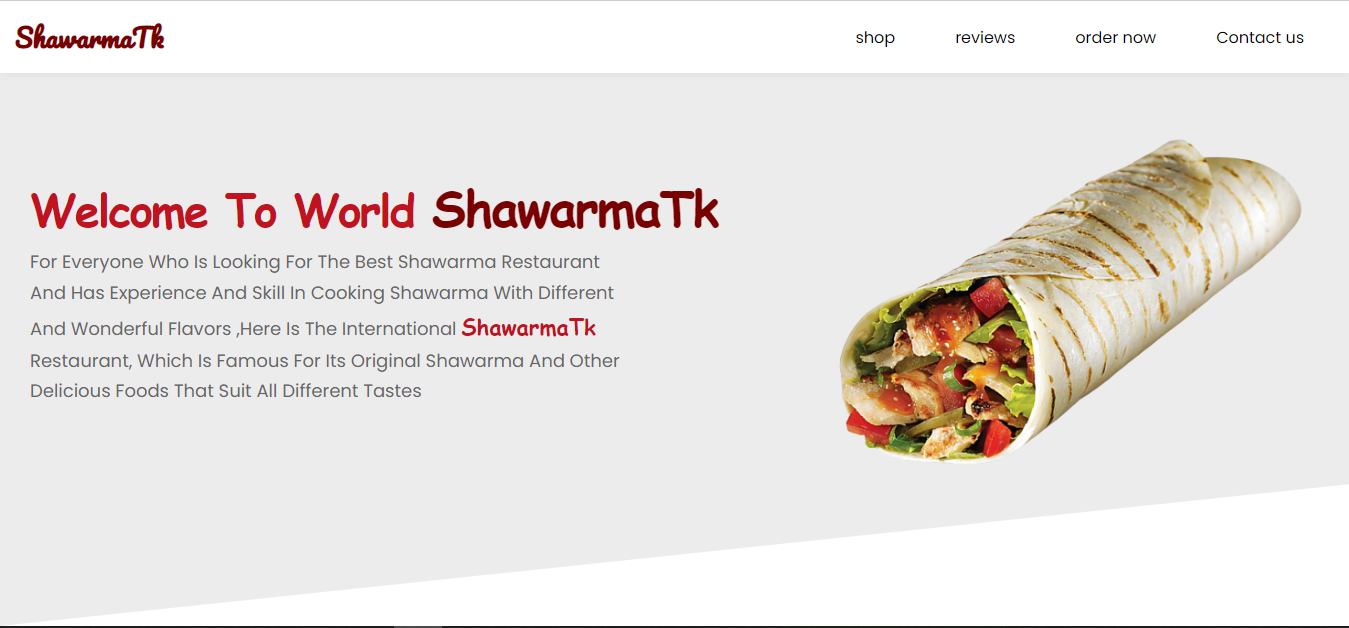 ShawarmaTk
shop reviews order now Contact us
Welcome To World ShawarmaTk
For Everyone Who Is Looking For The Best Shawarma Restaurant
And Has Experience And Skill In Cooking Shawarma With Different
And Wonderful Flavors ,Here Is The International ShawarmaTk
Restaurant, Which Is Famous For Its Original Shawarma And Other
Delicious Foods That Suit All Different Tastes